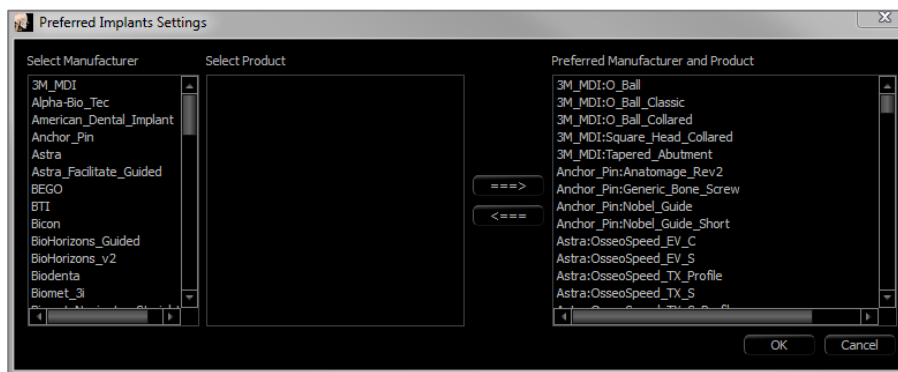 Preferred Implants Settings
Select Manufacturer
3M_MDI
Alpha-Bio_Tec
American_Dental_Implant
Anchor_Pin
Astra
Astra_Facilitate_Guided
BEGO
BTI
Bicon
BioHorizons_Guided
BioHorizons_v2
Biodenta
Biomet_3i
Select Product
===>
<===
Preferred Manufacturer and Product
3M_MDI:O_Ball
3M_MDI:O_Ball_Classic
3M_MDI:O_Ball_Collared
3M_MDI:Square_Head_Collared
3M_MDI:Tapered_Abutment
Anchor_Pin:Anatomage_Rev2
Anchor_Pin:Generic_Bone_Screw
Anchor_Pin:Nobel_Guide
Anchor_Pin:Nobel_Guide_Short
Astra:OsseoSpeed_EV_C
Astra:OsseoSpeed_EV_S
Astra:OsseoSpeed_TX_Profile
Astra:OsseoSpeed_TX_S
OK
Cancel